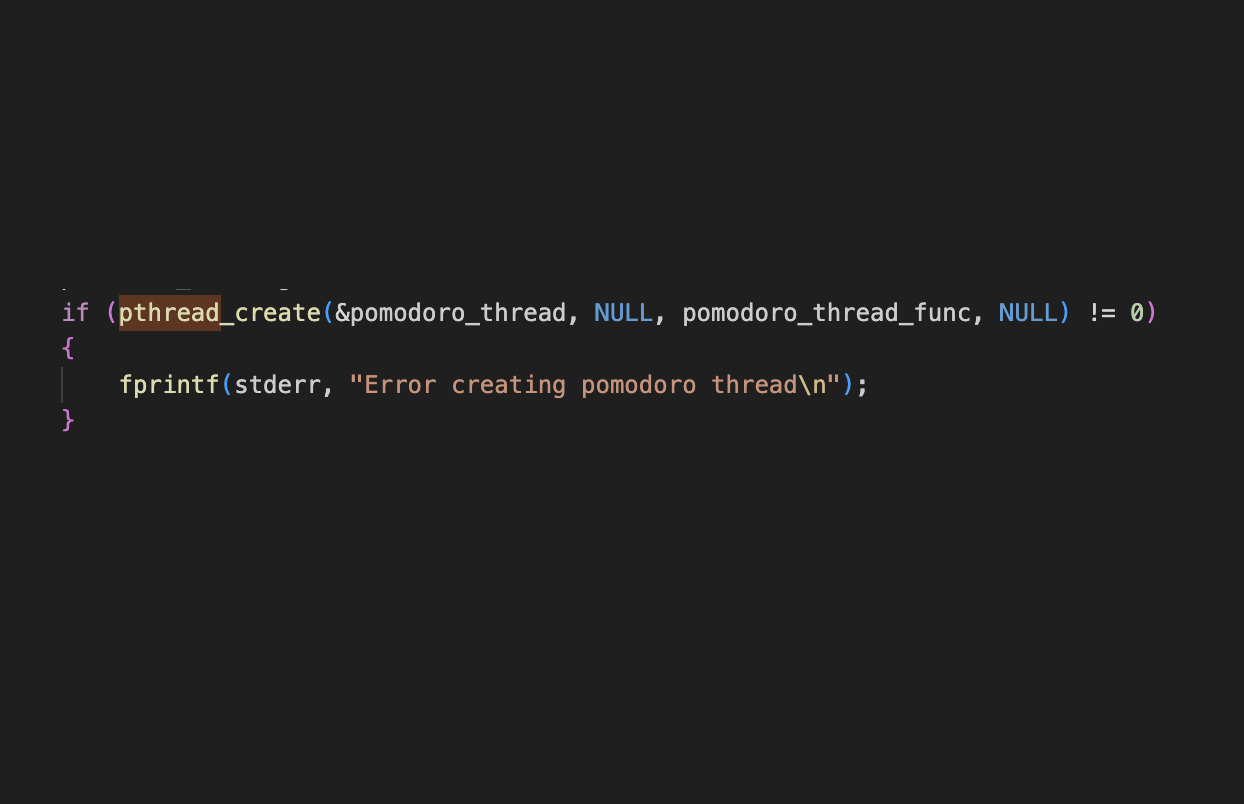 if (pthread_create(&pomodoro_thread, NULL, pomodoro_thread_func, NULL) != 0)
{
    fprintf(stderr, "Error creating pomodoro thread\n");
}